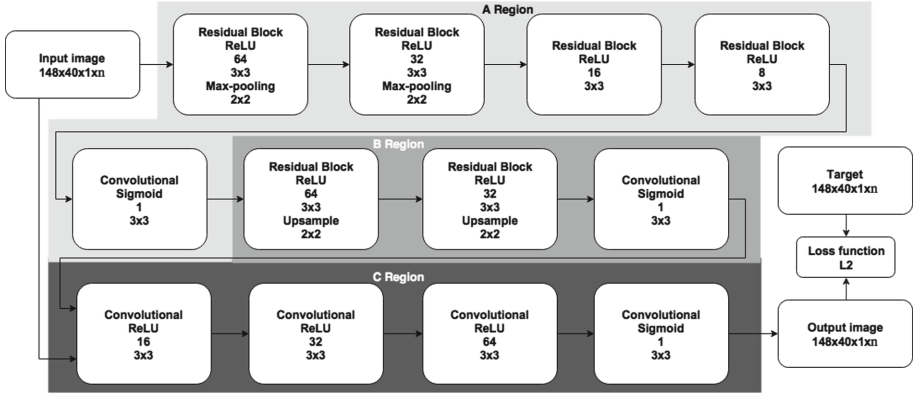 A Region
Input image
148x40x1xn
Residual Block
ReLU
64
3x3
Max-pooling
2x2
Residual Block
ReLU
32
3x3
Max-pooling
2x2
Residual Block
ReLU
16
3x3
Residual Block
ReLU
8
3x3
B Region
Convolutional
Sigmoid
1
3x3
Residual Block
ReLU
64
3x3
Upsample
2x2
Residual Block
ReLU
32
3x3
Upsample
2x2
Convolutional
Sigmoid
1
3x3
Target
148x40x1xn
Loss function
L2
C Region
Convolutional
ReLU
16
3x3
Convolutional
ReLU
32
3x3
Convolutional
ReLU
64
3x3
Convolutional
Sigmoid
1
3x3
Output image
148x40x1xn